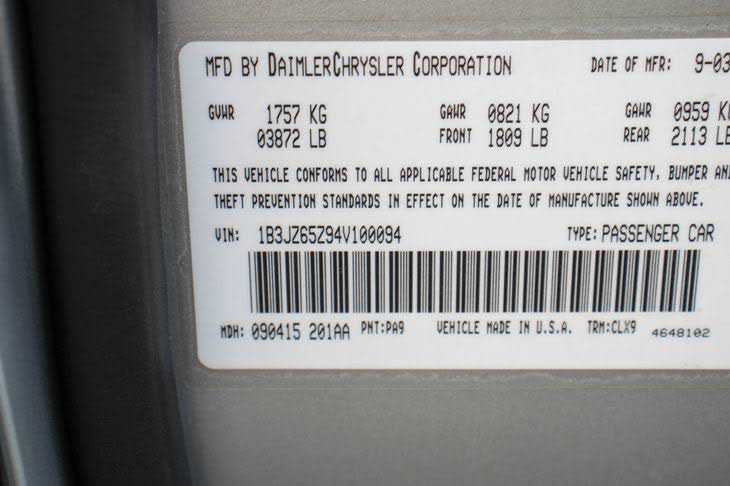 MFD BY DAIMLERCHRYSLER CORPORATION DATE OF MFR: 9-03
GVWR 1757 KG GAWR 0821 KG GAWR 0959
03872 LB FRONT 1809 LB REAR 2113
THIS VEHICLE CONFORMS TO ALL APPLICABLE FEDERAL MOTOR VEHICLE SAFETY, BUMPER AND
THEFT PREVENTION STANDARDS IN EFFECT ON THE DATE OF MANUFACTURE SHOWN ABOVE.
VIN: 1B3JZ65Z94V100094 TYPE: PASSENGER CAR
MDH: 090415 201AA PNT:PA9 VEHICLE MADE IN U.S.A. TRM:CLX9 4648102